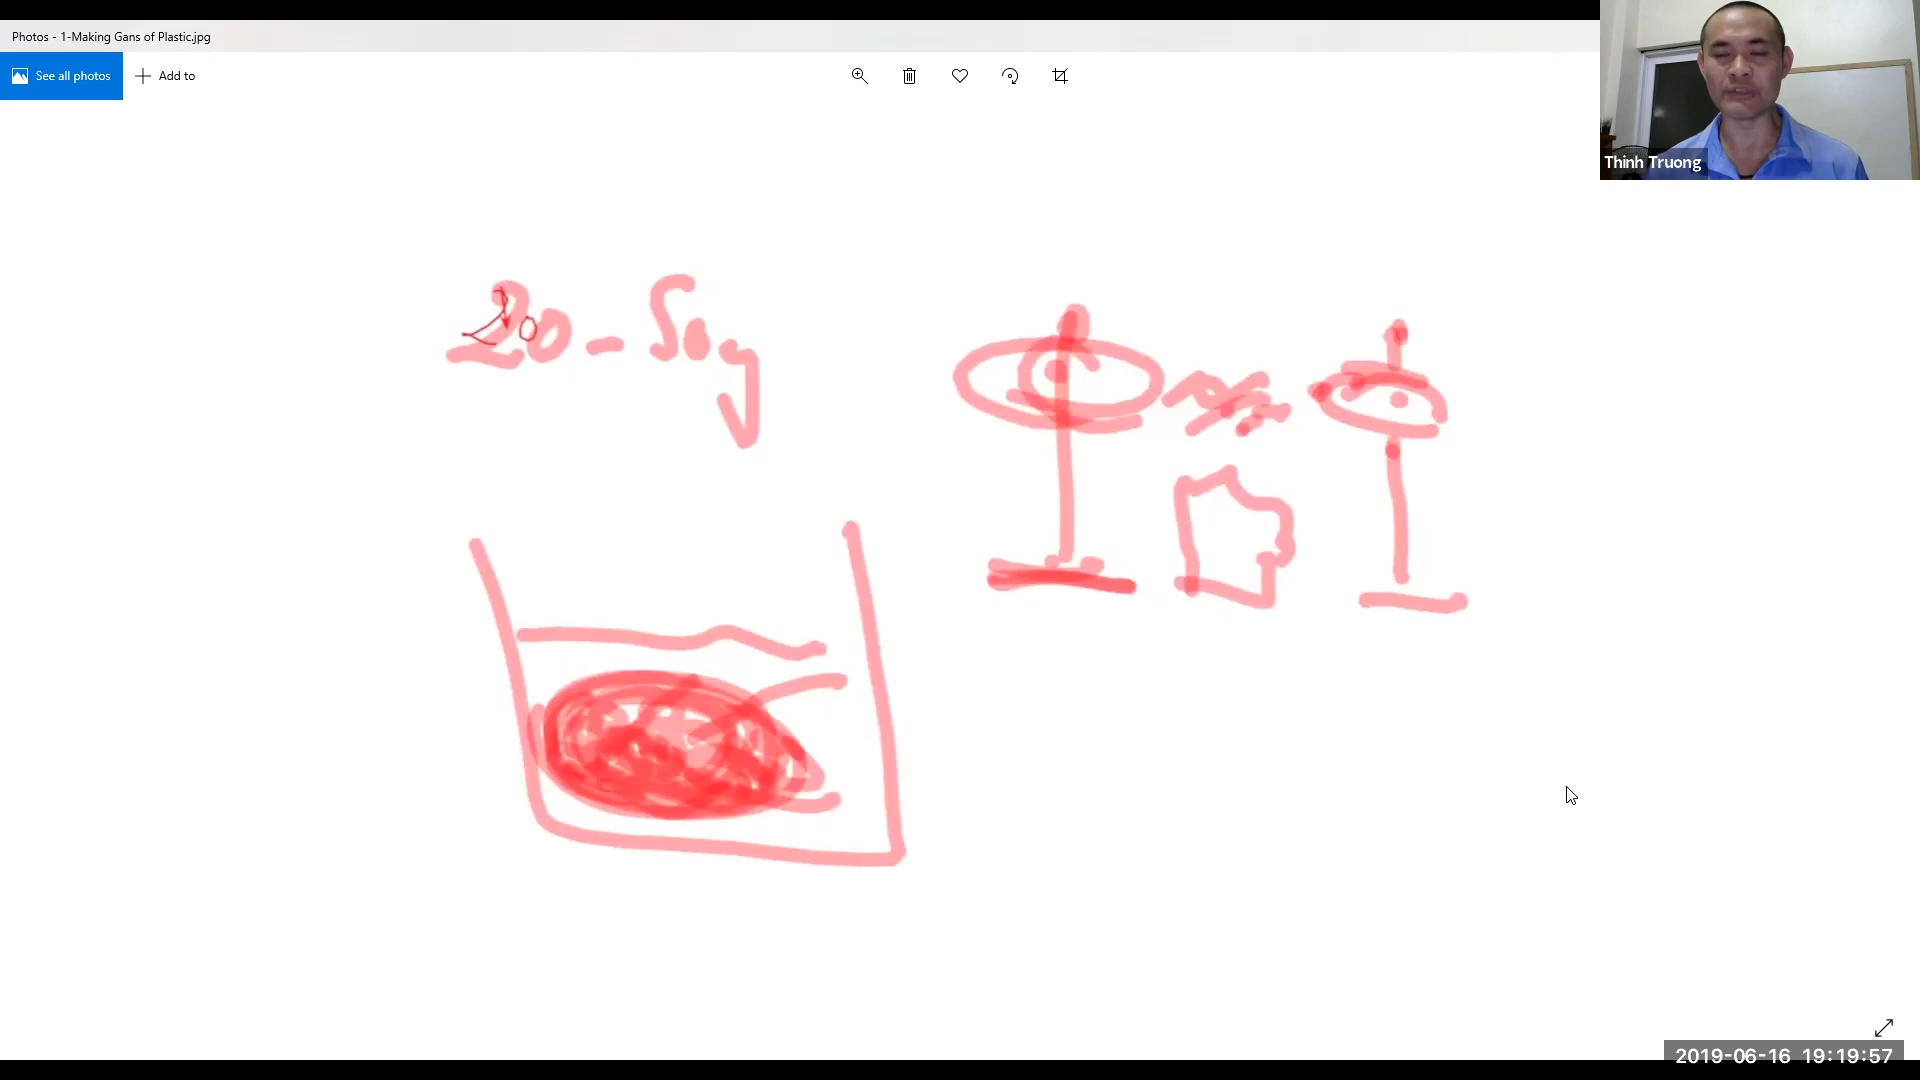 Photos - 1-Making Gans of Plastic.jpg
See all photos
Add to
Thinh Truong
20
2019-06-16 19:19:57